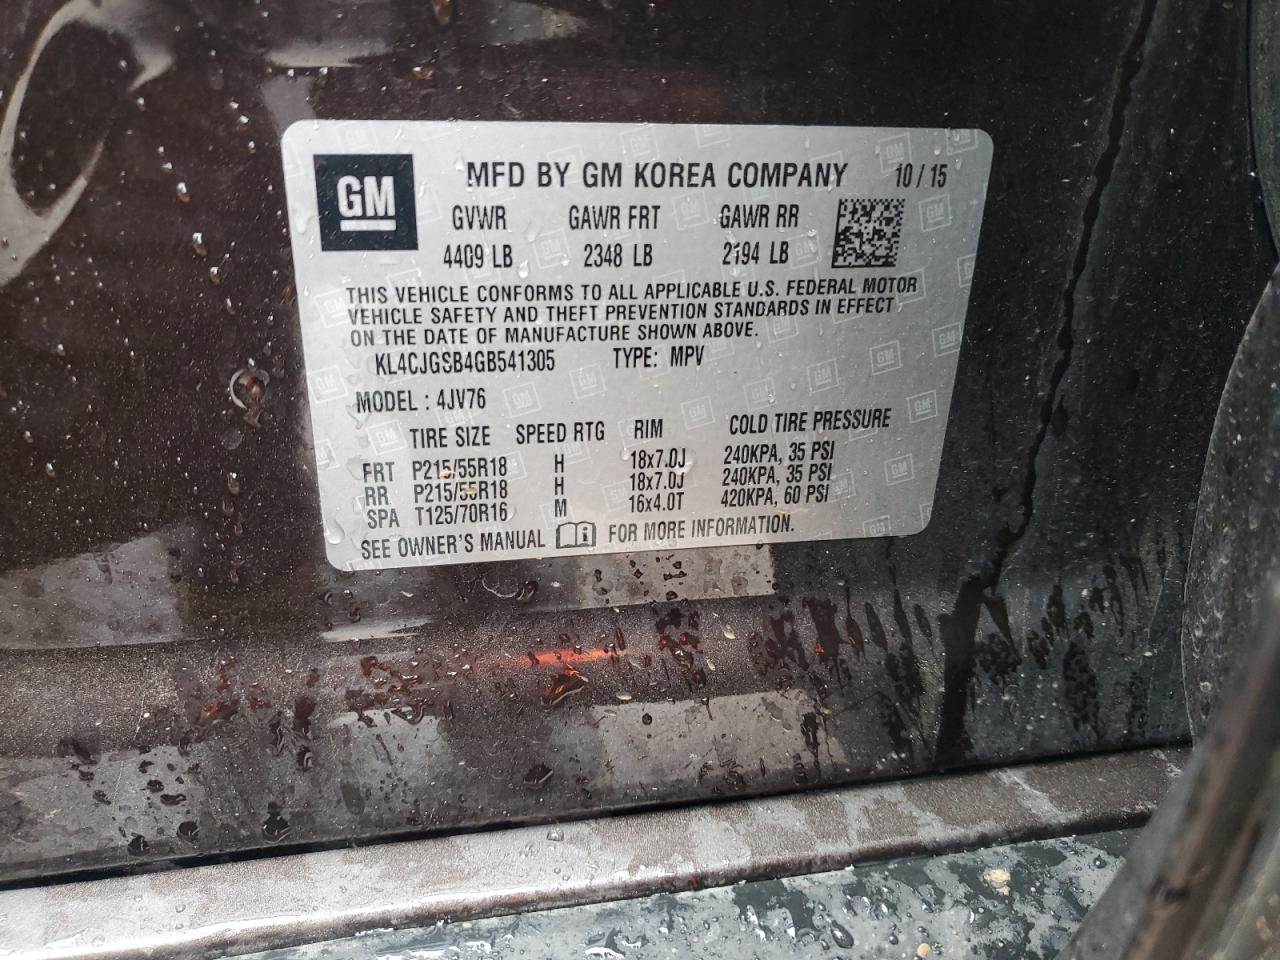 GM MFD BY GM KOREA COMPANY 10 / 15
GVWR GAWR FRT GAWR RR
4409 LB 2348 LB 2194 LB
THIS VEHICLE CONFORMS TO ALL APPLICABLE U.S. FEDERAL MOTOR
VEHICLE SAFETY AND THEFT PREVENTION STANDARDS IN EFFECT
ON THE DATE OF MANUFACTURE SHOWN ABOVE.
KL4CJGSB4GB541305 TYPE: MPV
MODEL : 4JV76
TIRE SIZE SPEED RTG RIM COLD TIRE PRESSURE
FRT P215/55R18 H 18x7.0J 240KPA, 35 PSI
RR P215/55R18 H 18x7.0J 240KPA, 35 PSI
SPA T125/70R16 M 16x4.0T 420KPA, 60 PSI
SEE OWNER'S MANUAL FOR MORE INFORMATION.